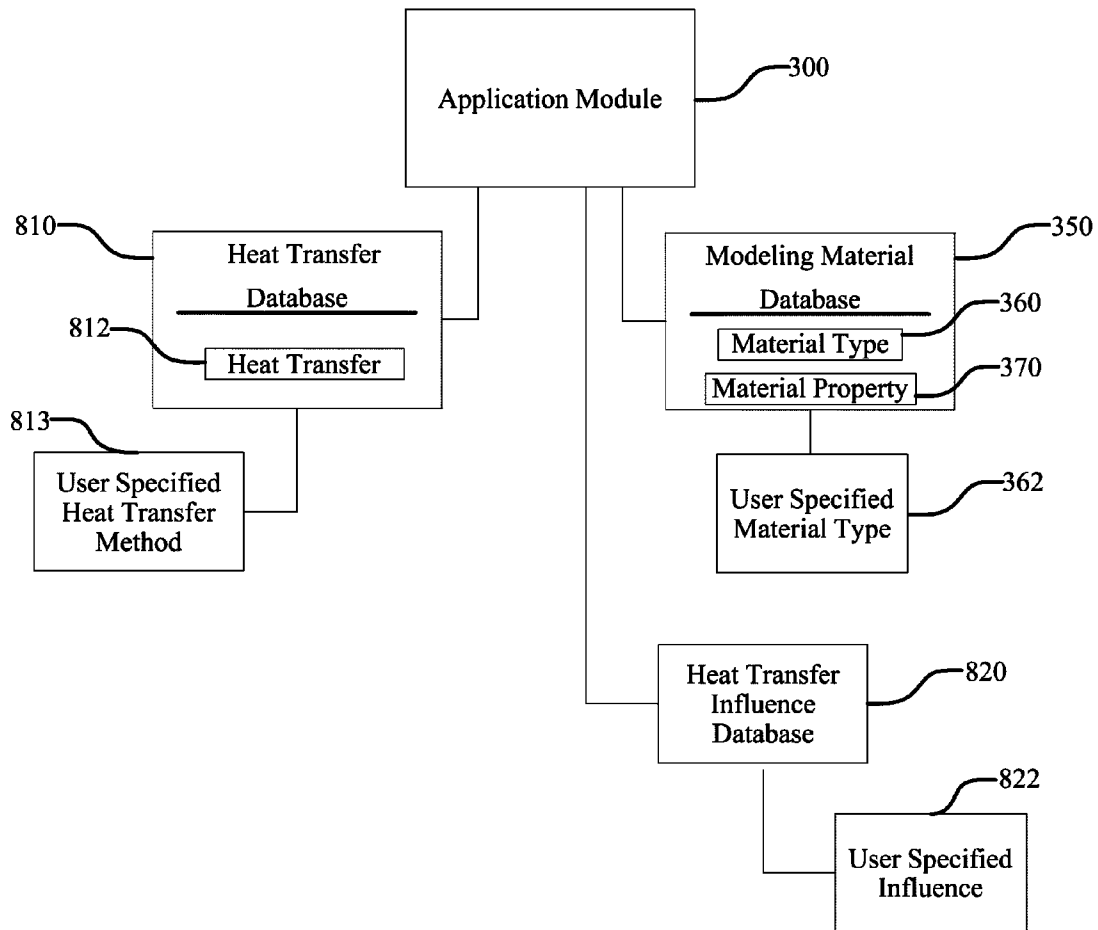 300
Application Module
810
Heat Transfer
Database
812
Heat Transfer
813
User Specified
Heat Transfer
Method
350
Modeling Material
Database
360
Material Type
370
Material Property
362
User Specified
Material Type
820
Heat Transfer
Influence
Database
822
User Specified
Influence